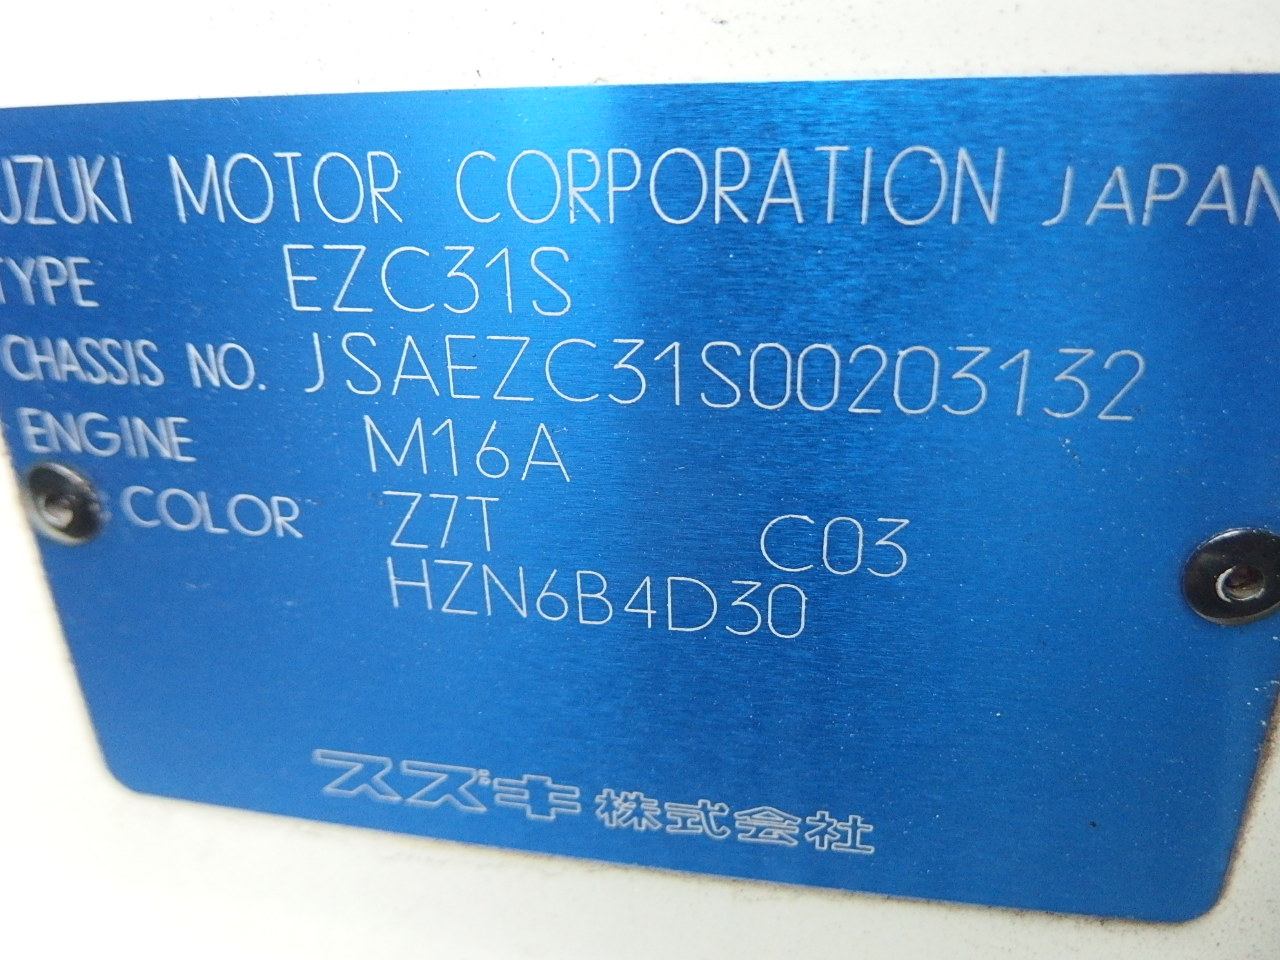 UZUKI MOTOR CORPORATION JAPAN
TYPE EZC31S
CHASSIS NO. JSAEZC31S00203132
ENGINE M16A
COLOR Z7T C03
HZN6B4D30
スズキ株式会社